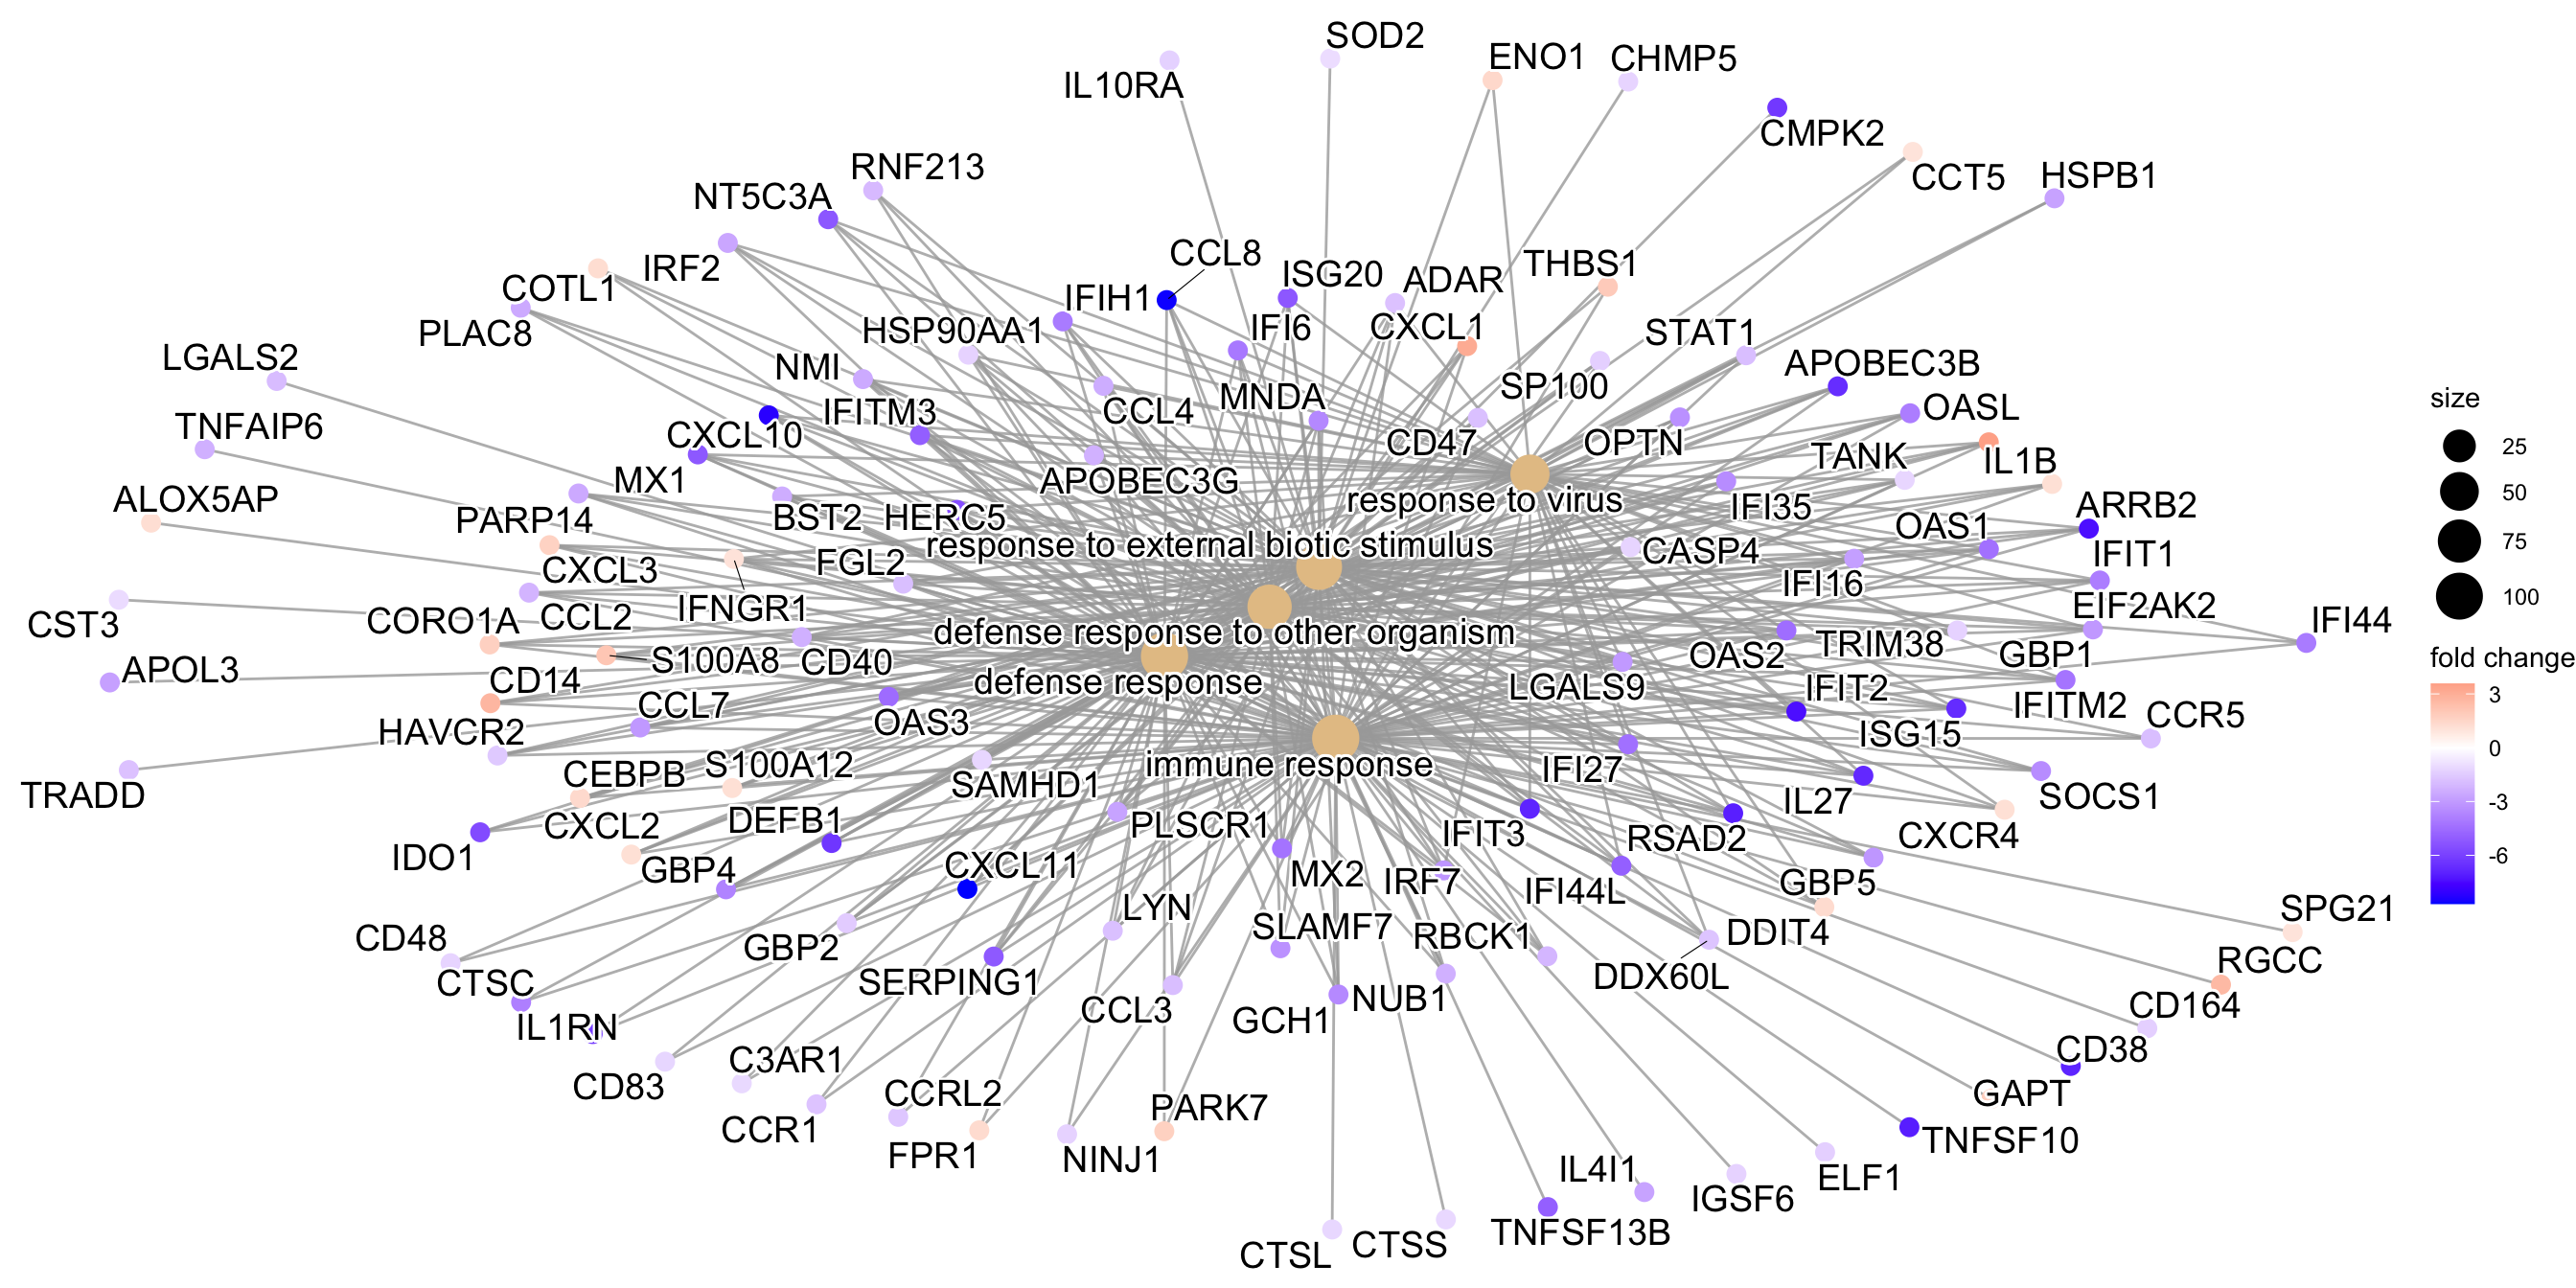 SOD2
ENO1
CHMP5
IL10RA
CMPK2
RNF213
CCT5
HSPB1
NT5C3A
CCL8
IRF2
THBS1
ISG20
ADAR
COTL1
IFIH1
CXCL1
IFI6
STAT1
HSP90AA1
PLAC8
LGALS2
NMI
APOBEC3B
SP100
MNDA
OASL
IFITM3
CCL4
TNFAIP6
CXCL10
CD47
OPTN
TANK
IL1B
MX1
APOBEC3G
ALOX5AP
response to virus
IFI35
ARRB2
PARP14
BST2
HERC5
OAS1
response to external biotic stimulus
CASP4
IFIT1
FGL2
CXCL3
IFI16
EIF2AK2
IFNGR1
CCL2
CORO1A
CST3
IFI44
defense response to other organism
TRIM38
OAS2
GBP1
S100A8
CD40
APOL3
CD14
defense response
LGALS9
IFIT2
CCL7
IFITM2
CCR5
OAS3
HAVCR2
ISG15
S100A12
immune response
IFI27
CEBPB
SAMHD1
TRADD
SOCS1
IL27
DEFB1
CXCL2
PLSCR1
IFIT3
RSAD2
CXCR4
IDO1
CXCL11
GBP4
MX2
IRF7
IFI44L
GBP5
LYN
SPG21
SLAMF7
RBCK1
DDIT4
CD48
GBP2
RGCC
DDX60L
CTSC
SERPING1
NUB1
CCL3
GCH1
CD164
IL1RN
CD38
C3AR1
CD83
CCRL2
GAPT
PARK7
CCR1
TNFSF10
FPR1
NINJ1
IL4I1
ELF1
IGSF6
TNFSF13B
CTSL
CTSS
size
25
50
75
100
fold change
3
0
-3
-6